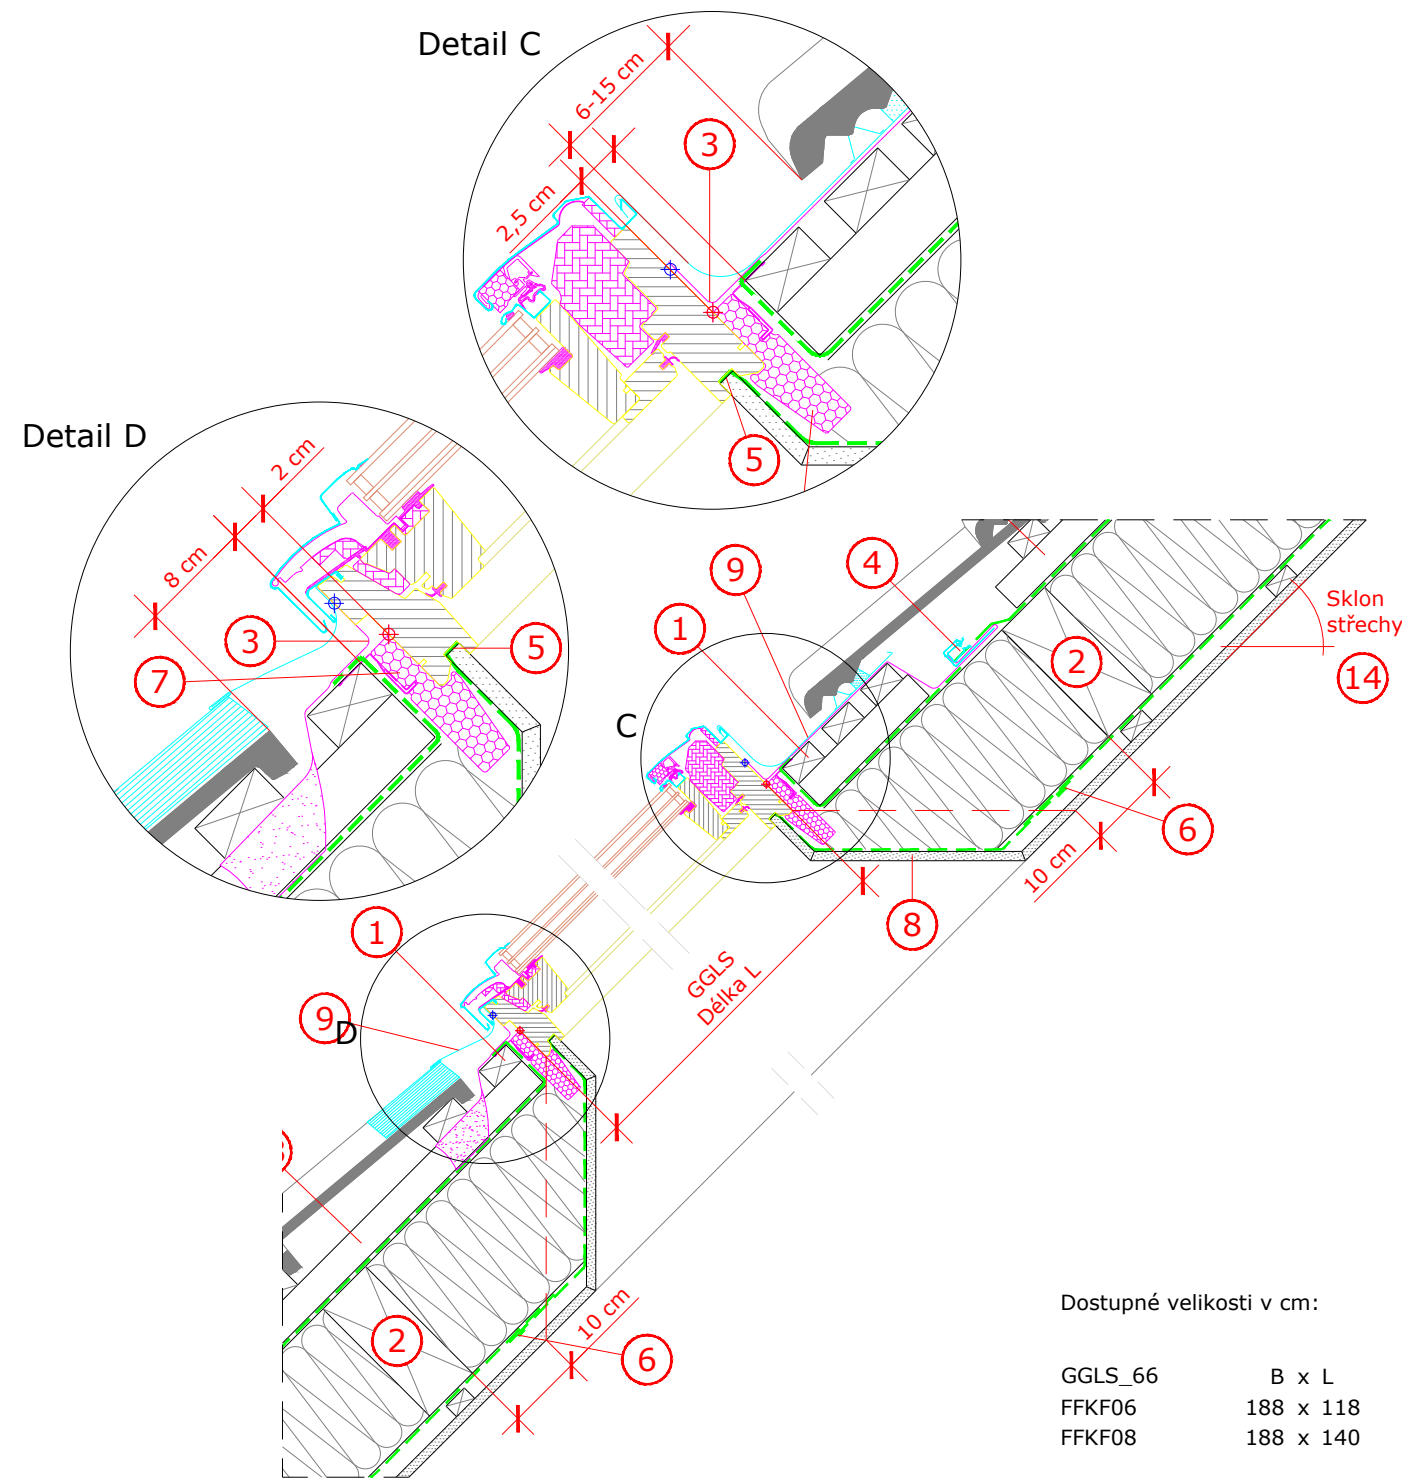 Detail C
6-15 cm
3
2,5 cm
5
Detail D
2 cm
8 cm
3
5
7
9
4
1
2
Sklon
střechy
14
C
6
10 cm
8
GGLS
Délka L
1
9
D
2
10 cm
6
Dostupné velikosti v cm:
GGLS_66 B x L
FFKF06 188 x 118
FFKF08 188 x 140